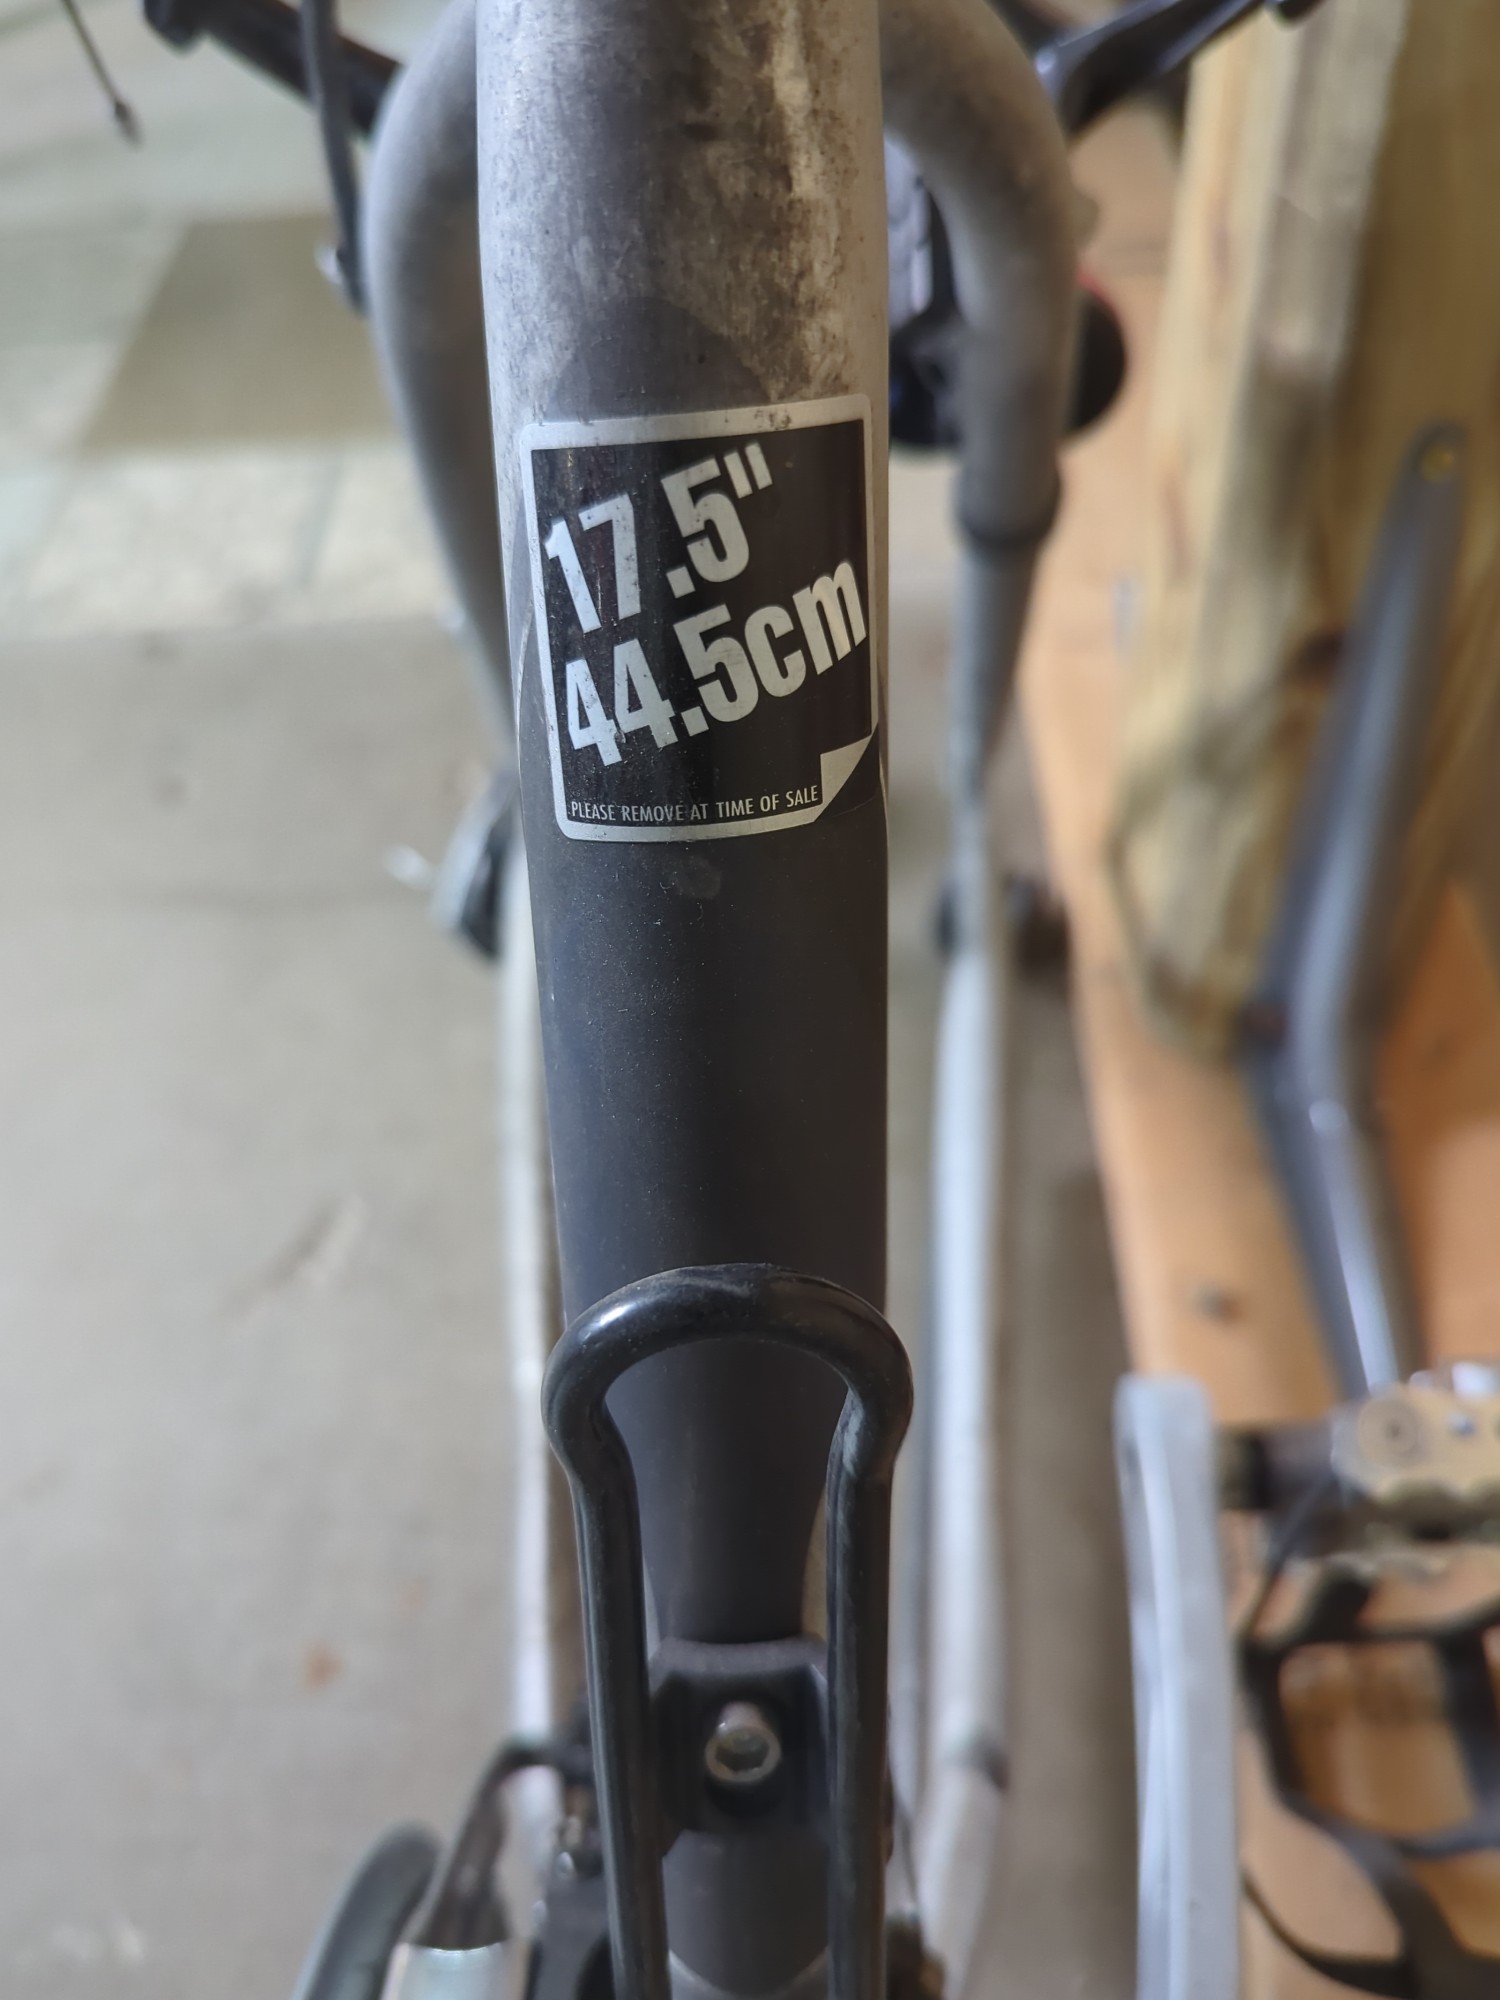 17.5"
44.5cm
PLEASE REMOVE AT TIME OF SALE